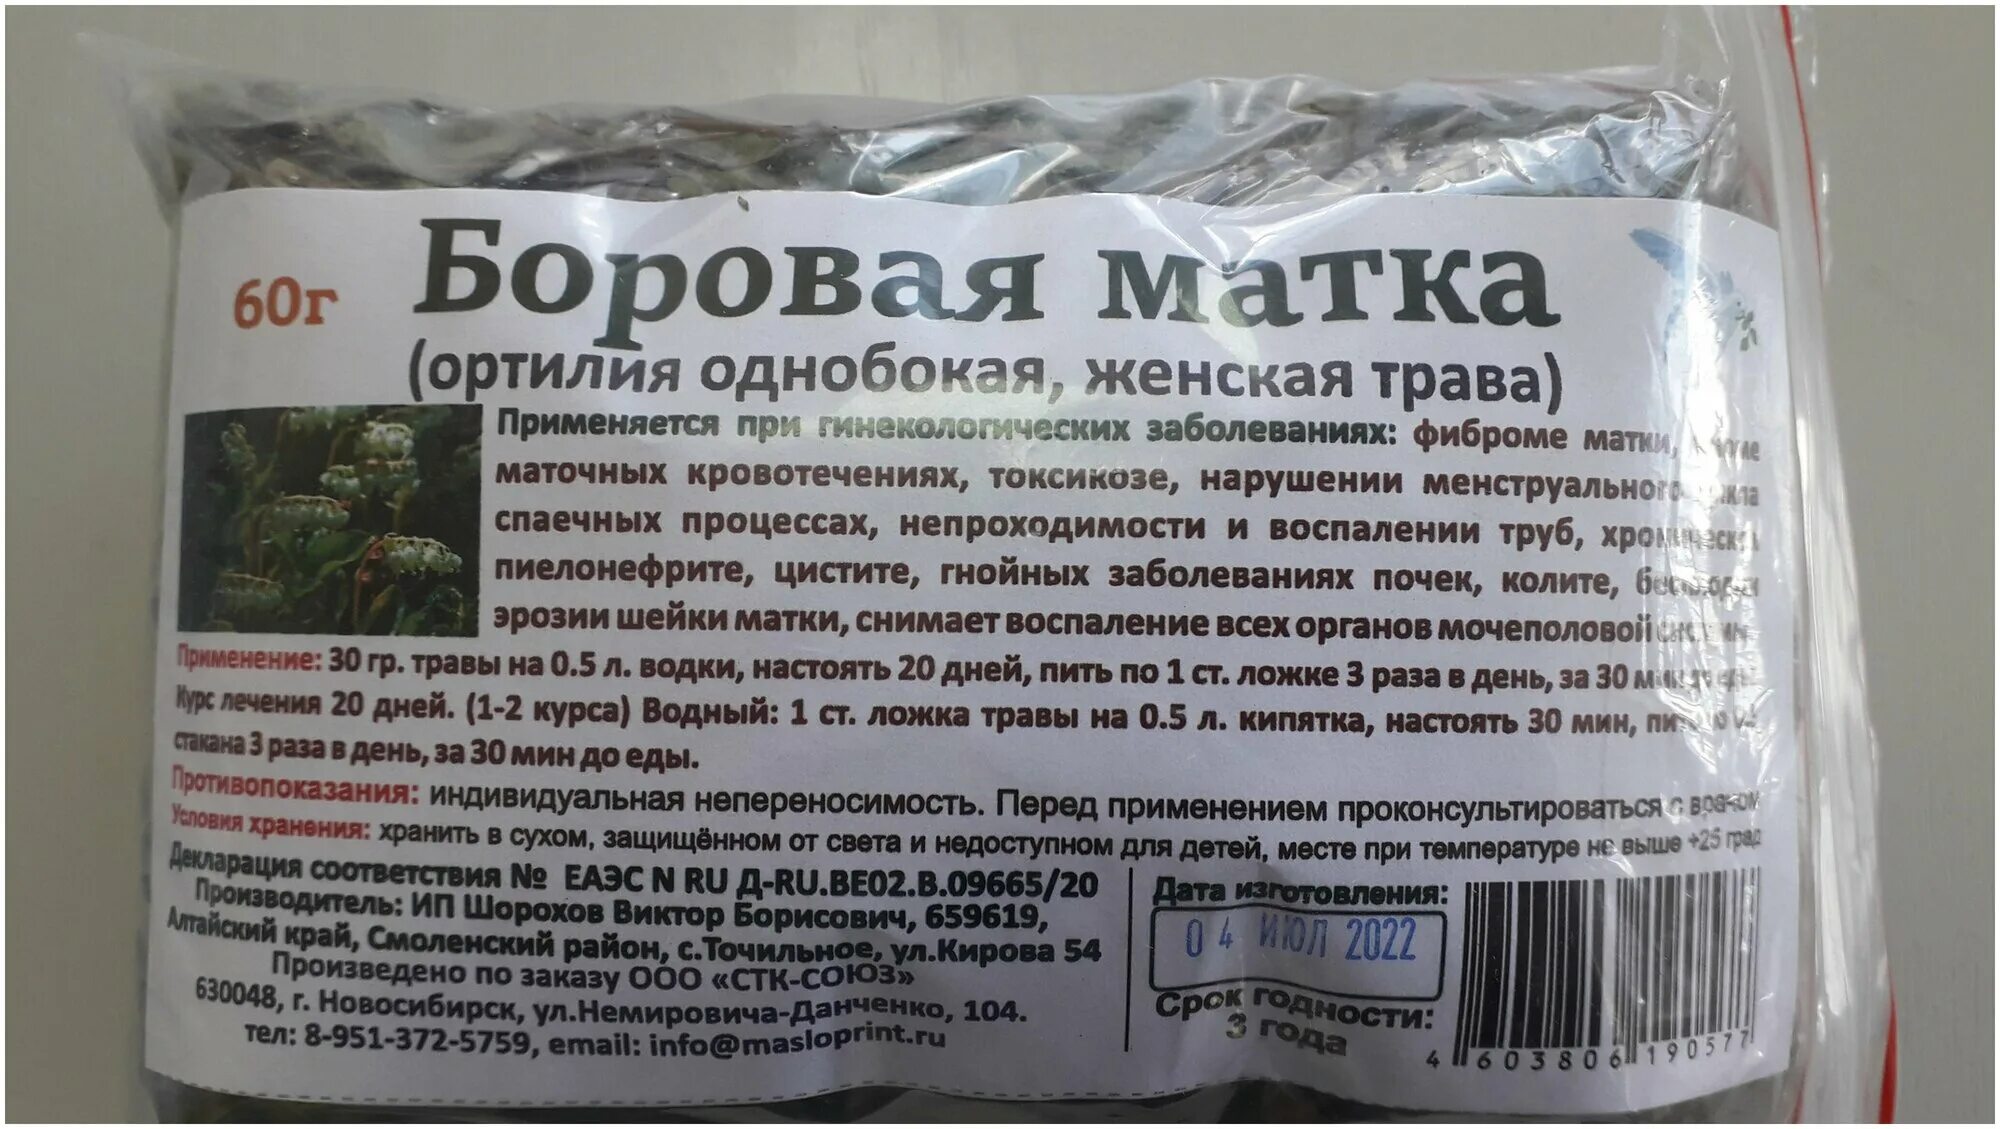 60г
Боровая матка
(ортилия однобокая, женская трава)
Применяется при гинекологических заболеваниях: фиброме матки,
маточных кровотечениях, токсикозе, нарушении менструального
спаечных процессах, непроходимости и воспалении труб,
пиелонефрите, цистите, гнойных заболеваниях почек, колите,
эрозии шейки матки, снимает воспаление всех органов мочеполовой
Применение: 30 гр. травы на 0.5 л. водки, настоять 20 дней, пить по 1 ст. ложке 3 раза в день, за 30 мин до еды.
Курс лечения 20 дней. (1-2 курса) Водный: 1 ст. ложка травы на 0.5 л. кипятка, настоять 30 мин,
стакана 3 раза в день, за 30 мин до еды.
Противопоказания: индивидуальная непереносимость. Перед применением проконсультироваться с врачом
Условия хранения: хранить в сухом, защищённом от света и недоступном для детей, месте при температуре не выше +25 град
Декларация соответствия № ЕАЭС N RU Д-RU.ВЕ02.В.09665/20
Производитель: ИП Шорохов Виктор Борисович, 659619,
Алтайский край, Смоленский район, с.Точильное, ул.Кирова 54
Произведено по заказу ООО «СТК-СОЮЗ»
630048, г. Новосибирск, ул.Немировича-Данченко, 104.
тел: 8-951-372-5759, email: info@masloprint.ru
Дата изготовления:
04 ИЮЛ 2022
Срок годности:
3 года
4 603806 190577